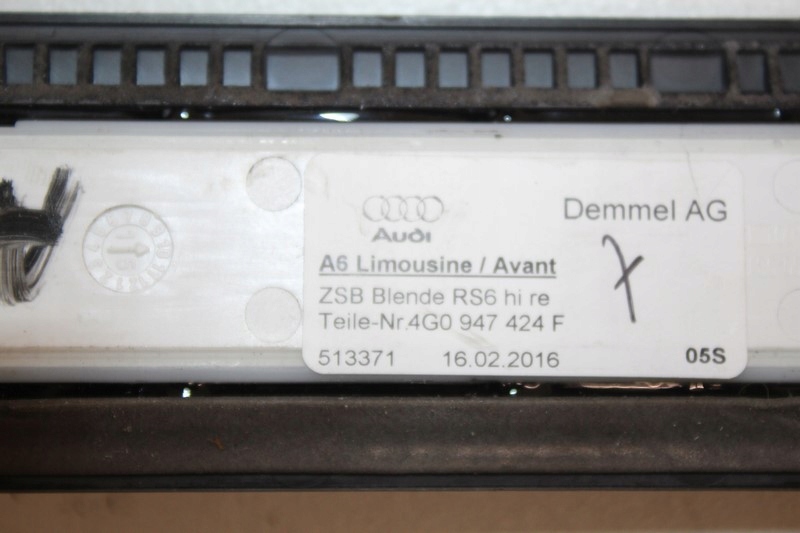 Audi
Demmel AG
A6 Limousine / Avant
7
ZSB Blende RS6 hi re
Teile-Nr.4G0 947 424 F
513371 16.02.2016 05S